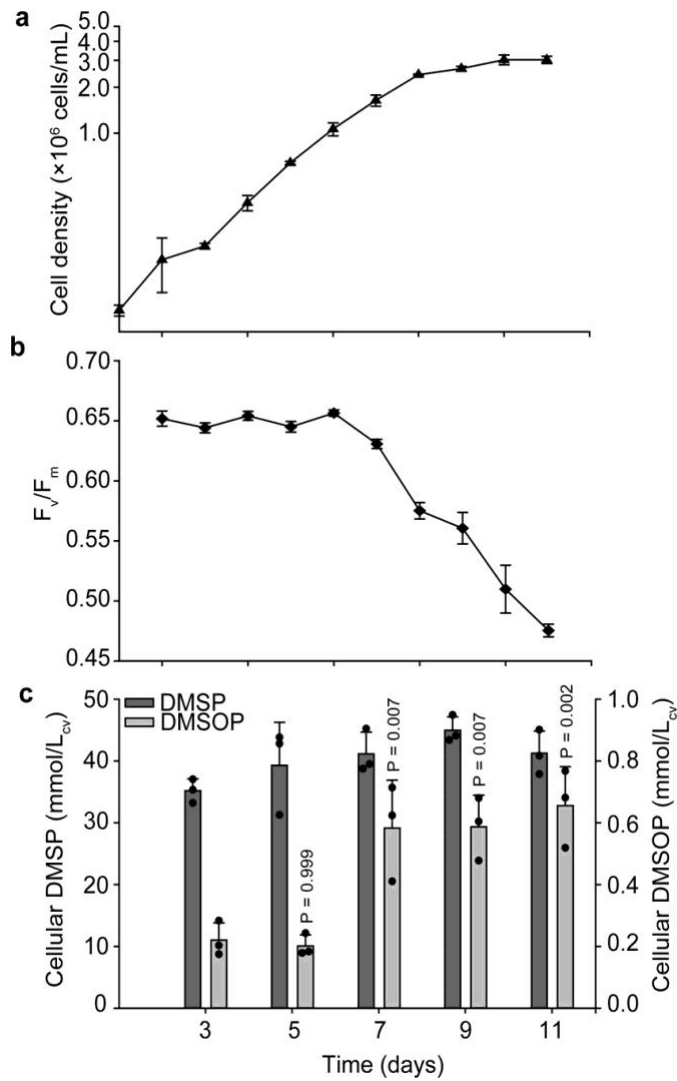 a
5.0
4.0
3.0
2.0
1.0
Cell density (×10⁶ cells/mL)
b
0.70
0.65
0.60
0.55
0.50
0.45
Fᵥ/Fₘ
c
DMSP
DMSOP
50
40
30
20
10
0
Cellular DMSP (mmol/L_cv)
P = 0.999
P = 0.007
P = 0.007
P = 0.002
1.0
0.8
0.6
0.4
0.2
0.0
Cellular DMSOP (mmol/L_cv)
3 5 7 9 11
Time (days)